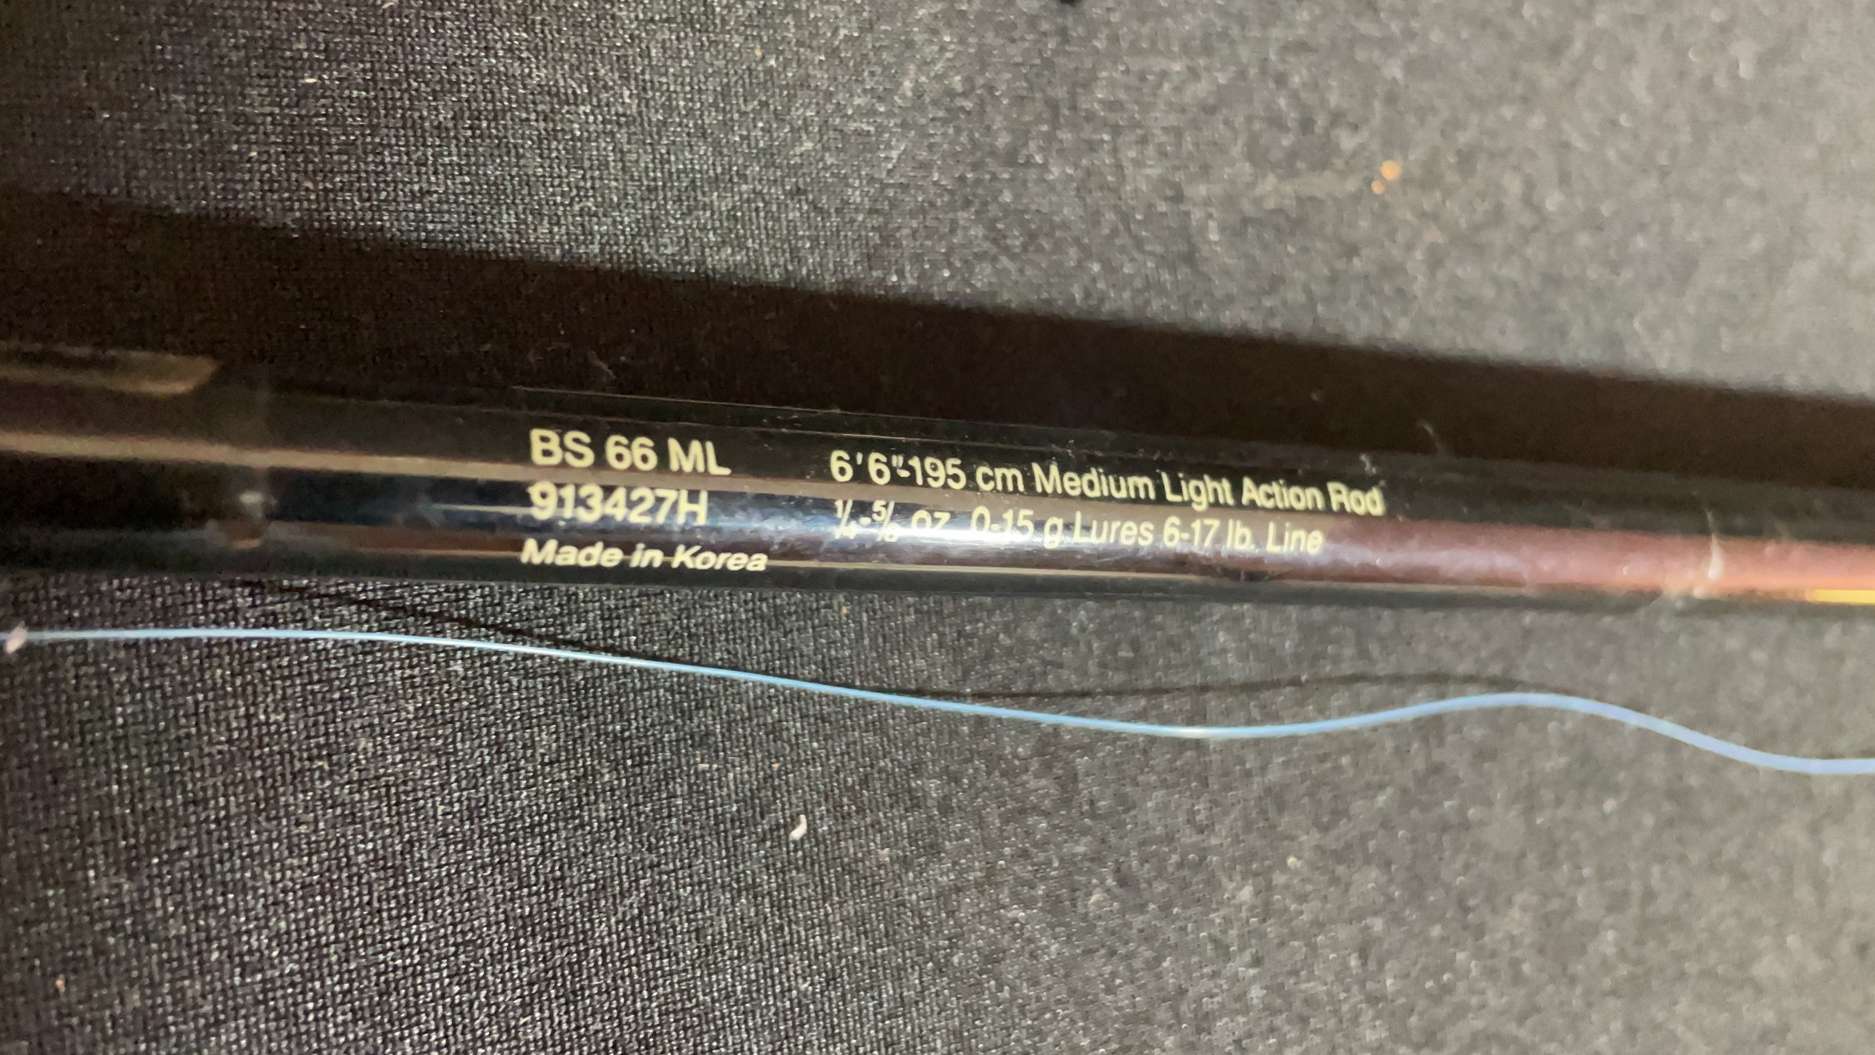 BS 66 ML
913427H
Made in Korea
6'6"-195 cm Medium Light Action Rod
¼-⅝ oz. 0-15 g Lures 6-17 lb. Line